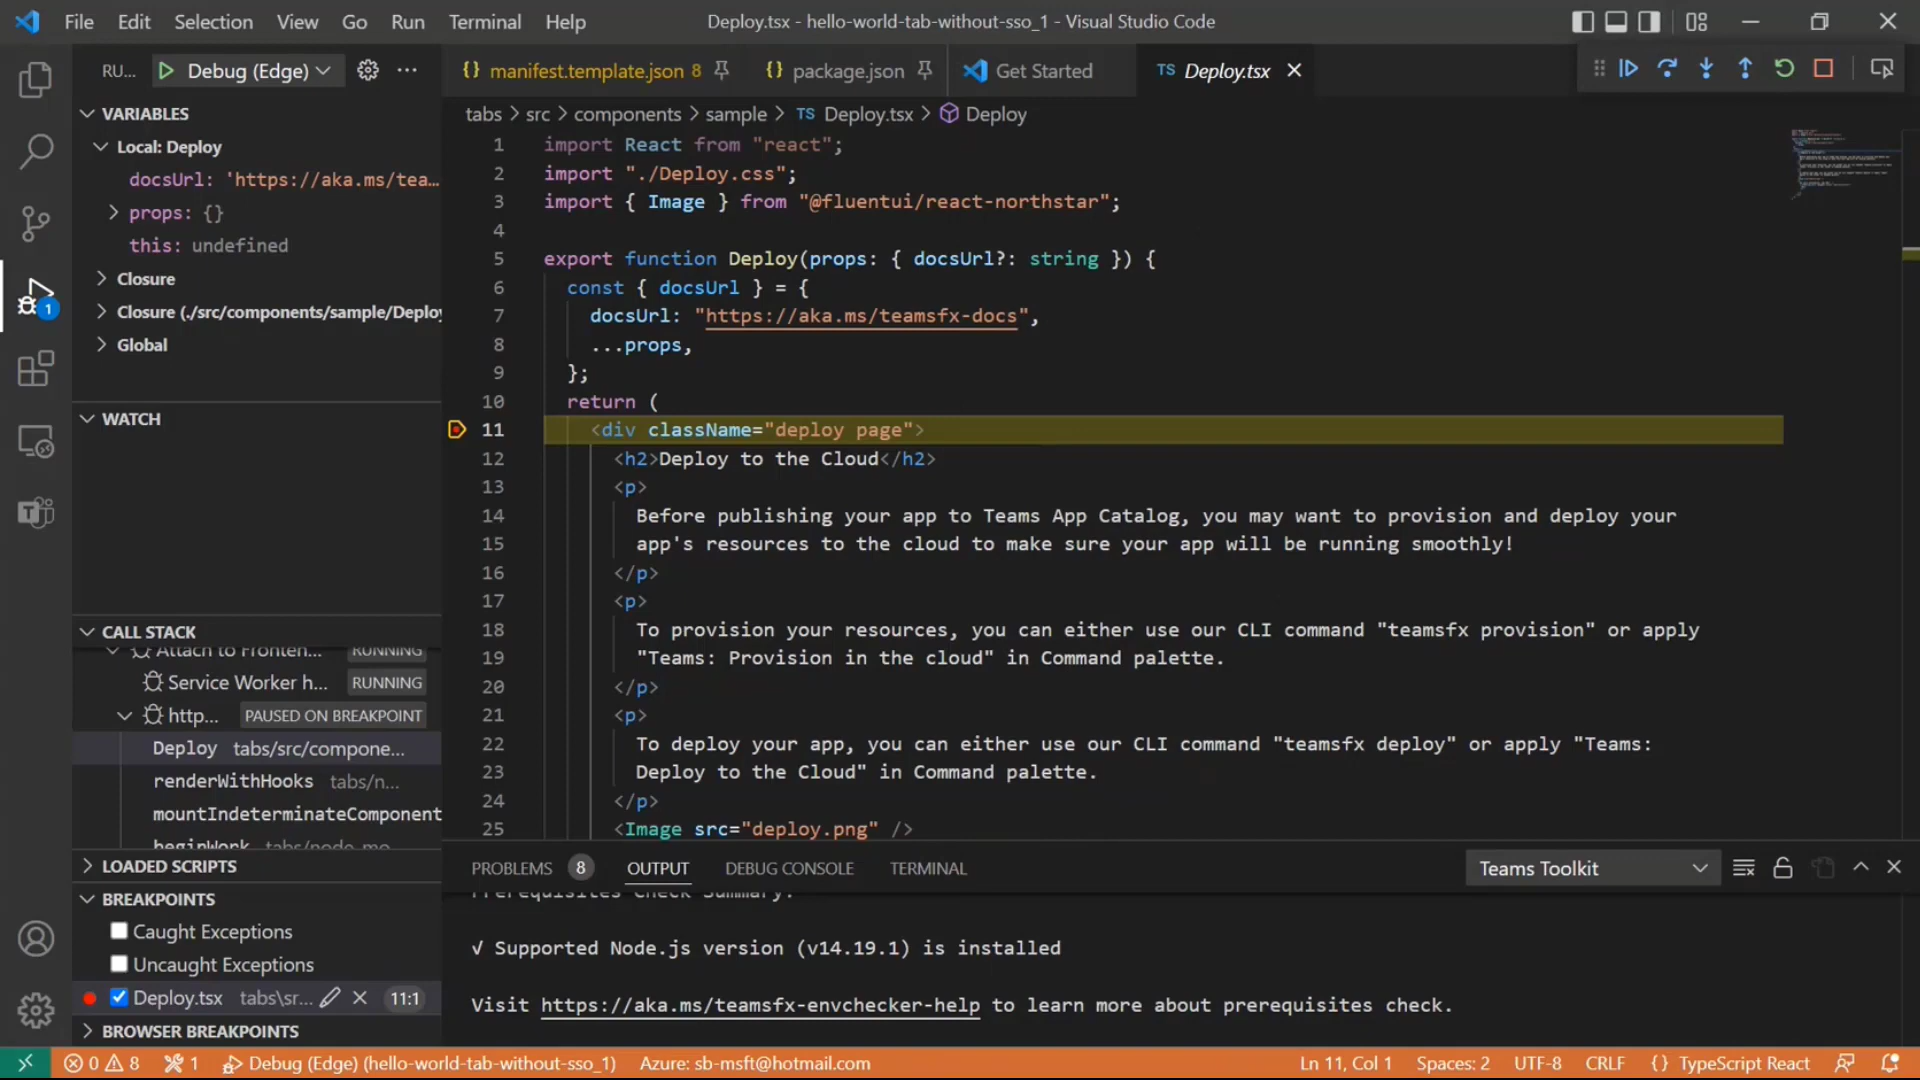 File Edit Selection View Go Run Terminal Help
Deploy.tsx - hello-world-tab-without-sso_1 - Visual Studio Code
RU... Debug (Edge)
{} manifest.template.json 8
{} package.json
Get Started
TS Deploy.tsx
VARIABLES
Local: Deploy
docsUrl: 'https://aka.ms/tea...
props: {}
this: undefined
Closure
Closure (./src/components/sample/Deploy
Global
WATCH
CALL STACK
Attach to Fronten... RUNNING
Service Worker h... RUNNING
http... PAUSED ON BREAKPOINT
Deploy tabs/src/compone...
renderWithHooks tabs/n...
mountIndeterminateComponent
beginWork tabs/node_mo
LOADED SCRIPTS
BREAKPOINTS
Caught Exceptions
Uncaught Exceptions
Deploy.tsx tabs\sr... 11:1
BROWSER BREAKPOINTS
1
tabs > src > components > sample > TS Deploy.tsx > Deploy
1 import React from "react";
2 import "./Deploy.css";
3 import { Image } from "@fluentui/react-northstar";
4
5 export function Deploy(props: { docsUrl?: string }) {
6 const { docsUrl } = {
7 docsUrl: "https://aka.ms/teamsfx-docs",
8 ...props,
9 };
10 return (
11 <div className="deploy page">
12 <h2>Deploy to the Cloud</h2>
13 <p>
14 Before publishing your app to Teams App Catalog, you may want to provision and deploy your
15 app's resources to the cloud to make sure your app will be running smoothly!
16 </p>
17 <p>
18 To provision your resources, you can either use our CLI command "teamsfx provision" or apply
19 "Teams: Provision in the cloud" in Command palette.
20 </p>
21 <p>
22 To deploy your app, you can either use our CLI command "teamsfx deploy" or apply "Teams:
23 Deploy to the Cloud" in Command palette.
24 </p>
25 <Image src="deploy.png" />
PROBLEMS 8 OUTPUT DEBUG CONSOLE TERMINAL
Teams Toolkit
Prerequisites Check Summary:
√ Supported Node.js version (v14.19.1) is installed
Visit https://aka.ms/teamsfx-envchecker-help to learn more about prerequisites check.
0 8 1 Debug (Edge) (hello-world-tab-without-sso_1) Azure: sb-msft@hotmail.com
Ln 11, Col 1 Spaces: 2 UTF-8 CRLF {} TypeScript React